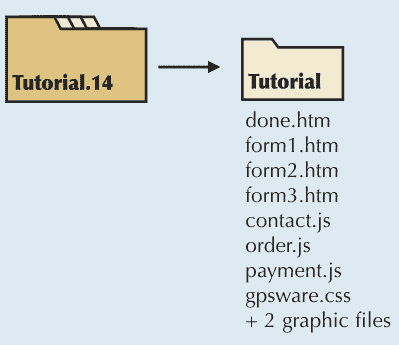 Tutorial.14
Tutorial
done.htm
form1.htm
form2.htm
form3.htm
contact.js
order.js
payment.js
gpsware.css
+ 2 graphic files